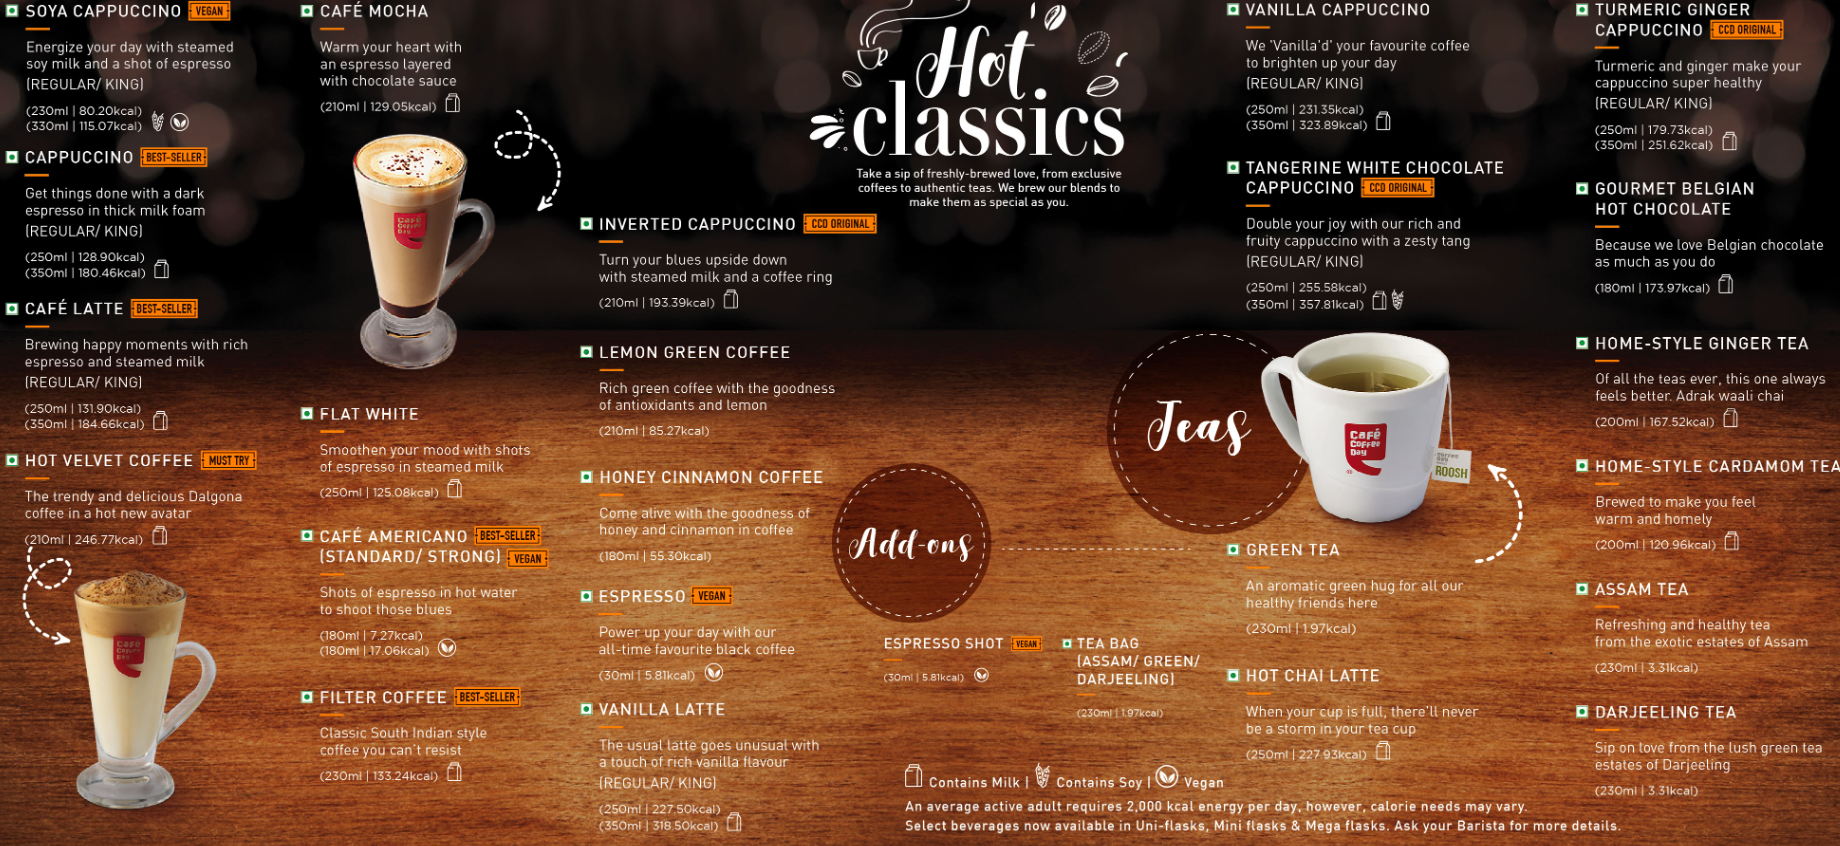 SOYA CAPPUCCINO VEGAN
Energize your day with steamed
soy milk and a shot of espresso
(REGULAR/ KING)
(230ml | 80.20kcal)
(330ml | 115.07kcal)
CAPPUCCINO BEST-SELLER
Get things done with a dark
espresso in thick milk foam
(REGULAR/ KING)
(250ml | 128.90kcal)
(350ml | 180.46kcal)
CAFÉ LATTE BEST-SELLER
Brewing happy moments with rich
espresso and steamed milk
(REGULAR/ KING)
(250ml | 131.90kcal)
(350ml | 184.66kcal)
HOT VELVET COFFEE MUST TRY
The trendy and delicious Dalgona
coffee in a hot new avatar
(210ml | 246.77kcal)
Café
Coffee
Day
CAFÉ MOCHA
Warm your heart with
an espresso layered
with chocolate sauce
(210ml | 129.05kcal)
Café
Coffee
Day
FLAT WHITE
Smoothen your mood with shots
of espresso in steamed milk
(250ml | 125.08kcal)
CAFÉ AMERICANO BEST-SELLER
(STANDARD/ STRONG) VEGAN
Shots of espresso in hot water
to shoot those blues
(180ml | 7.27kcal)
(180ml | 17.06kcal)
FILTER COFFEE BEST-SELLER
Classic South Indian style
coffee you can't resist
(230ml | 133.24kcal)
Hot
classics
Take a sip of freshly-brewed love, from exclusive
coffees to authentic teas. We brew our blends to
make them as special as you.
INVERTED CAPPUCCINO CCD ORIGINAL
Turn your blues upside down
with steamed milk and a coffee ring
(210ml | 193.39kcal)
LEMON GREEN COFFEE
Rich green coffee with the goodness
of antioxidants and lemon
(210ml | 85.27kcal)
HONEY CINNAMON COFFEE
Come alive with the goodness of
honey and cinnamon in coffee
(180ml | 55.30kcal)
ESPRESSO VEGAN
Power up your day with our
all-time favourite black coffee
(30ml | 5.81kcal)
VANILLA LATTE
The usual latte goes unusual with
a touch of rich vanilla flavour
(REGULAR/ KING)
(250ml | 227.50kcal)
(350ml | 318.50kcal)
Add-ons
ESPRESSO SHOT VEGAN
(30ml | 5.81kcal)
TEA BAG
(ASSAM/ GREEN/
DARJEELING)
(230ml | 1.97kcal)
VANILLA CAPPUCCINO
We 'Vanilla'd' your favourite coffee
to brighten up your day
(REGULAR/ KING)
(250ml | 231.35kcal)
(350ml | 323.89kcal)
TANGERINE WHITE CHOCOLATE
CAPPUCCINO CCD ORIGINAL
Double your joy with our rich and
fruity cappuccino with a zesty tang
(REGULAR/ KING)
(250ml | 255.58kcal)
(350ml | 357.81kcal)
Teas
Café
Coffee
Day
ROOSH
GREEN TEA
An aromatic green hug for all our
healthy friends here
(230ml | 1.97kcal)
HOT CHAI LATTE
When your cup is full, there'll never
be a storm in your tea cup
(250ml | 227.93kcal)
TURMERIC GINGER
CAPPUCCINO CCD ORIGINAL
Turmeric and ginger make your
cappuccino super healthy
(REGULAR/ KING)
(250ml | 179.73kcal)
(350ml | 251.62kcal)
GOURMET BELGIAN
HOT CHOCOLATE
Because we love Belgian chocolate
as much as you do
(180ml | 173.97kcal)
HOME-STYLE GINGER TEA
Of all the teas ever, this one always
feels better. Adrak waali chai
(200ml | 167.52kcal)
HOME-STYLE CARDAMOM TEA
Brewed to make you feel
warm and homely
(200ml | 120.96kcal)
ASSAM TEA
Refreshing and healthy tea
from the exotic estates of Assam
(230ml | 3.31kcal)
DARJEELING TEA
Sip on love from the lush green tea
estates of Darjeeling
(230ml | 3.31kcal)
Contains Milk | Contains Soy | Vegan
An average active adult requires 2,000 kcal energy per day, however, calorie needs may vary.
Select beverages now available in Uni-flasks, Mini flasks & Mega flasks. Ask your Barista for more details.